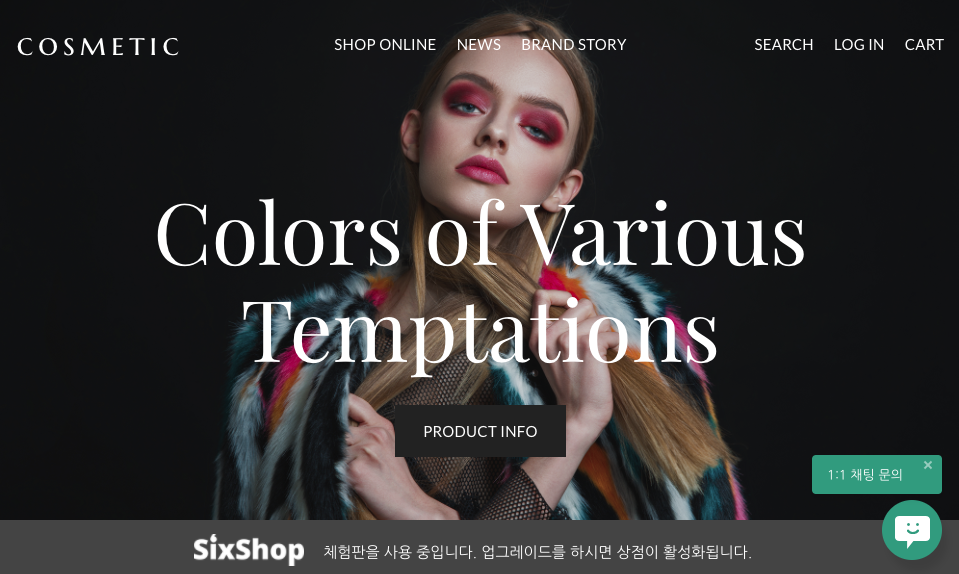 COSMETIC
SHOP ONLINE NEWS BRAND STORY
SEARCH LOG IN CART
Colors of Various
Temptations
PRODUCT INFO
1:1 채팅 문의
SixShop 체험판을 사용 중입니다. 업그레이드를 하시면 상점이 활성화됩니다.